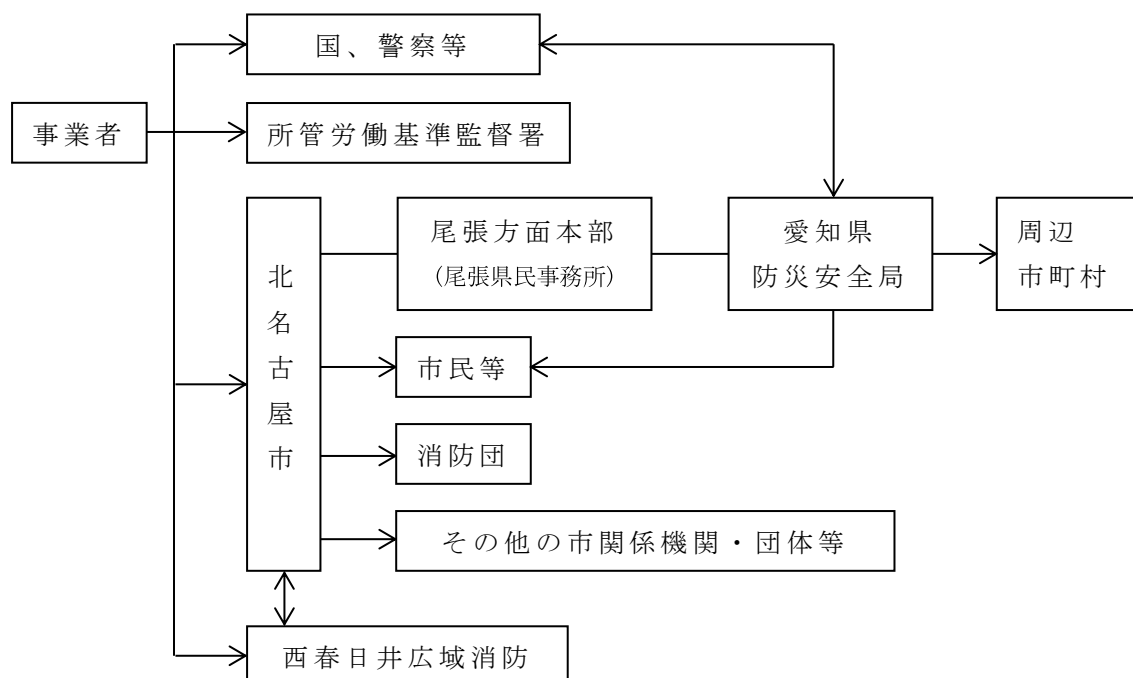 国、警察等
事業者
所管労働基準監督署
北名古屋市
尾張方面本部
(尾張県民事務所)
愛知県
防災安全局
周辺
市町村
市民等
消防団
その他の市関係機関・団体等
西春日井広域消防